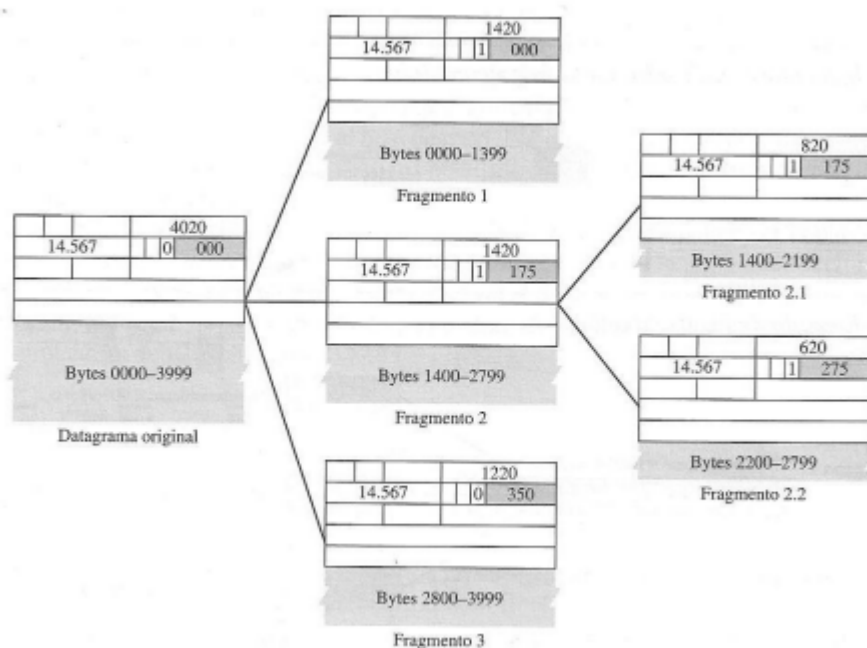 4020
14.567 0 000
Bytes 0000–3999
Datagrama original
1420
14.567 1 000
Bytes 0000–1399
Fragmento 1
1420
14.567 1 175
Bytes 1400–2799
Fragmento 2
1220
14.567 0 350
Bytes 2800–3999
Fragmento 3
820
14.567 1 175
Bytes 1400–2199
Fragmento 2.1
620
14.567 1 275
Bytes 2200–2799
Fragmento 2.2